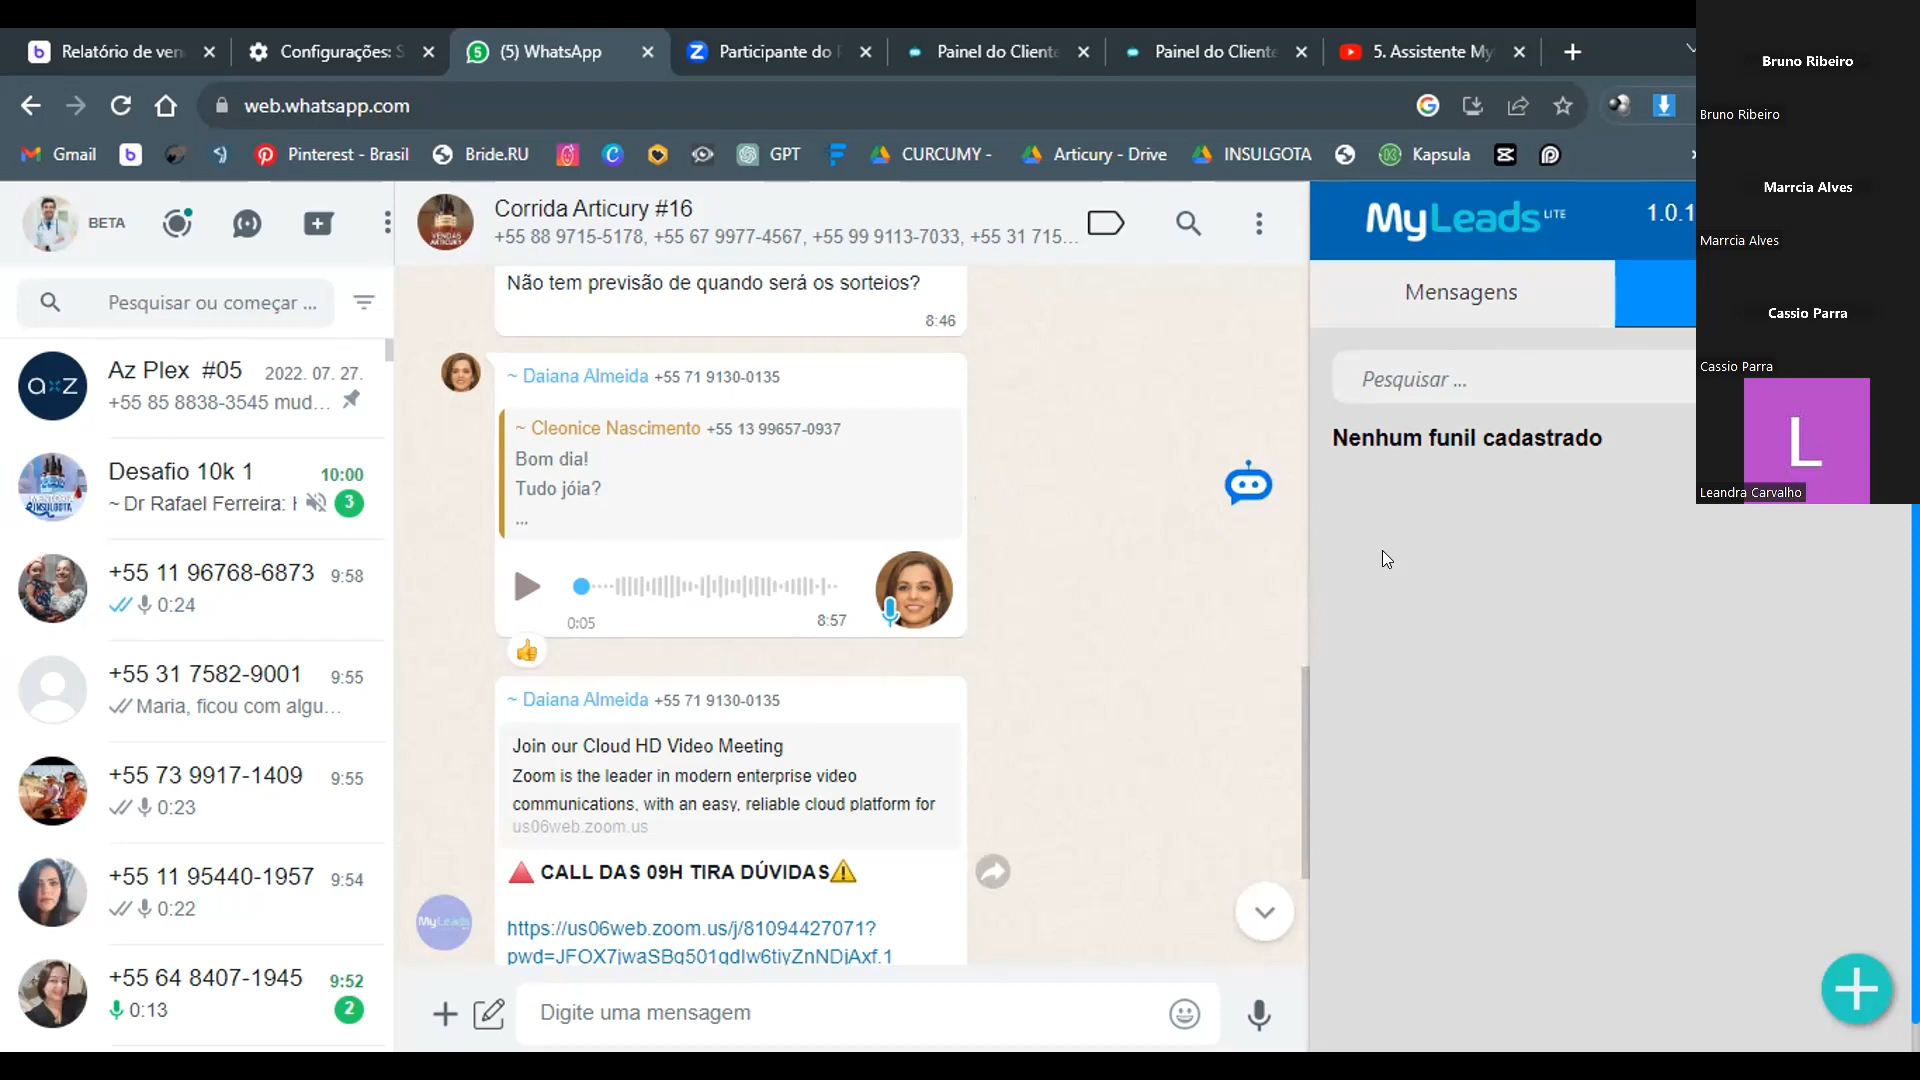 Relatório de ven
Configurações: S
(5) WhatsApp
Participante do
Painel do Cliente
Painel do Cliente
5. Assistente My
web.whatsapp.com
Gmail
Pinterest - Brasil
Bride.RU
GPT
CURCUMY -
Articury - Drive
INSULGOTA
Kapsula
BETA
Pesquisar ou começar ...
Az Plex #05
2022. 07. 27.
+55 85 8838-3545 mud...
Desafio 10k 1
10:00
~ Dr Rafael Ferreira:
3
+55 11 96768-6873
9:58
0:24
+55 31 7582-9001
9:55
Maria, ficou com algu...
+55 73 9917-1409
9:55
0:23
+55 11 95440-1957
9:54
0:22
+55 64 8407-1945
9:52
0:13
2
Corrida Articury #16
+55 88 9715-5178, +55 67 9977-4567, +55 99 9113-7033, +55 31 715...
Não tem previsão de quando será os sorteios?
8:46
~ Daiana Almeida +55 71 9130-0135
~ Cleonice Nascimento +55 13 99657-0937
Bom dia!
Tudo jóia?
...
0:05
8:57
~ Daiana Almeida +55 71 9130-0135
Join our Cloud HD Video Meeting
Zoom is the leader in modern enterprise video
communications, with an easy, reliable cloud platform for
us06web.zoom.us
CALL DAS 09H TIRA DÚVIDAS
https://us06web.zoom.us/j/81094427071?
MyLeads
Digite uma mensagem
MyLeads LITE
1.0.1
Mensagens
Pesquisar ...
Nenhum funil cadastrado
Bruno Ribeiro
Bruno Ribeiro
Marrcia Alves
Marrcia Alves
Cassio Parra
Cassio Parra
L
Leandra Carvalho